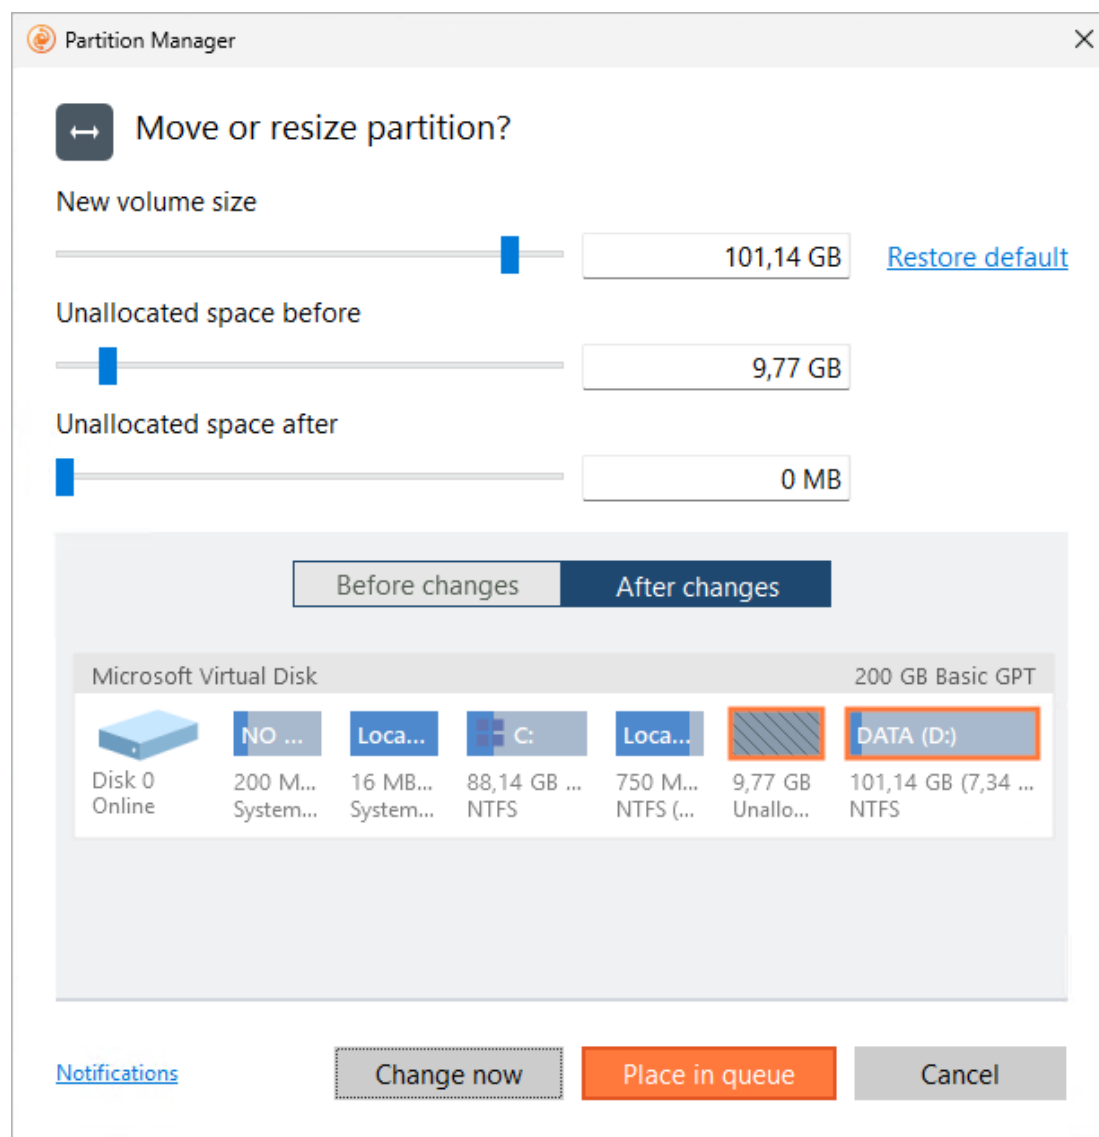 Partition Manager
Move or resize partition?
New volume size
101,14 GB
Restore default
Unallocated space before
9,77 GB
Unallocated space after
0 MB
Before changes
After changes
Microsoft Virtual Disk
200 GB Basic GPT
NO ...
Loca...
C:
Loca...
DATA (D:)
Disk 0
200 M...
16 MB...
88,14 GB ...
750 M...
9,77 GB
101,14 GB (7,34 ...
Online
System...
System...
NTFS
NTFS (...
Unallo...
NTFS
Notifications
Change now
Place in queue
Cancel